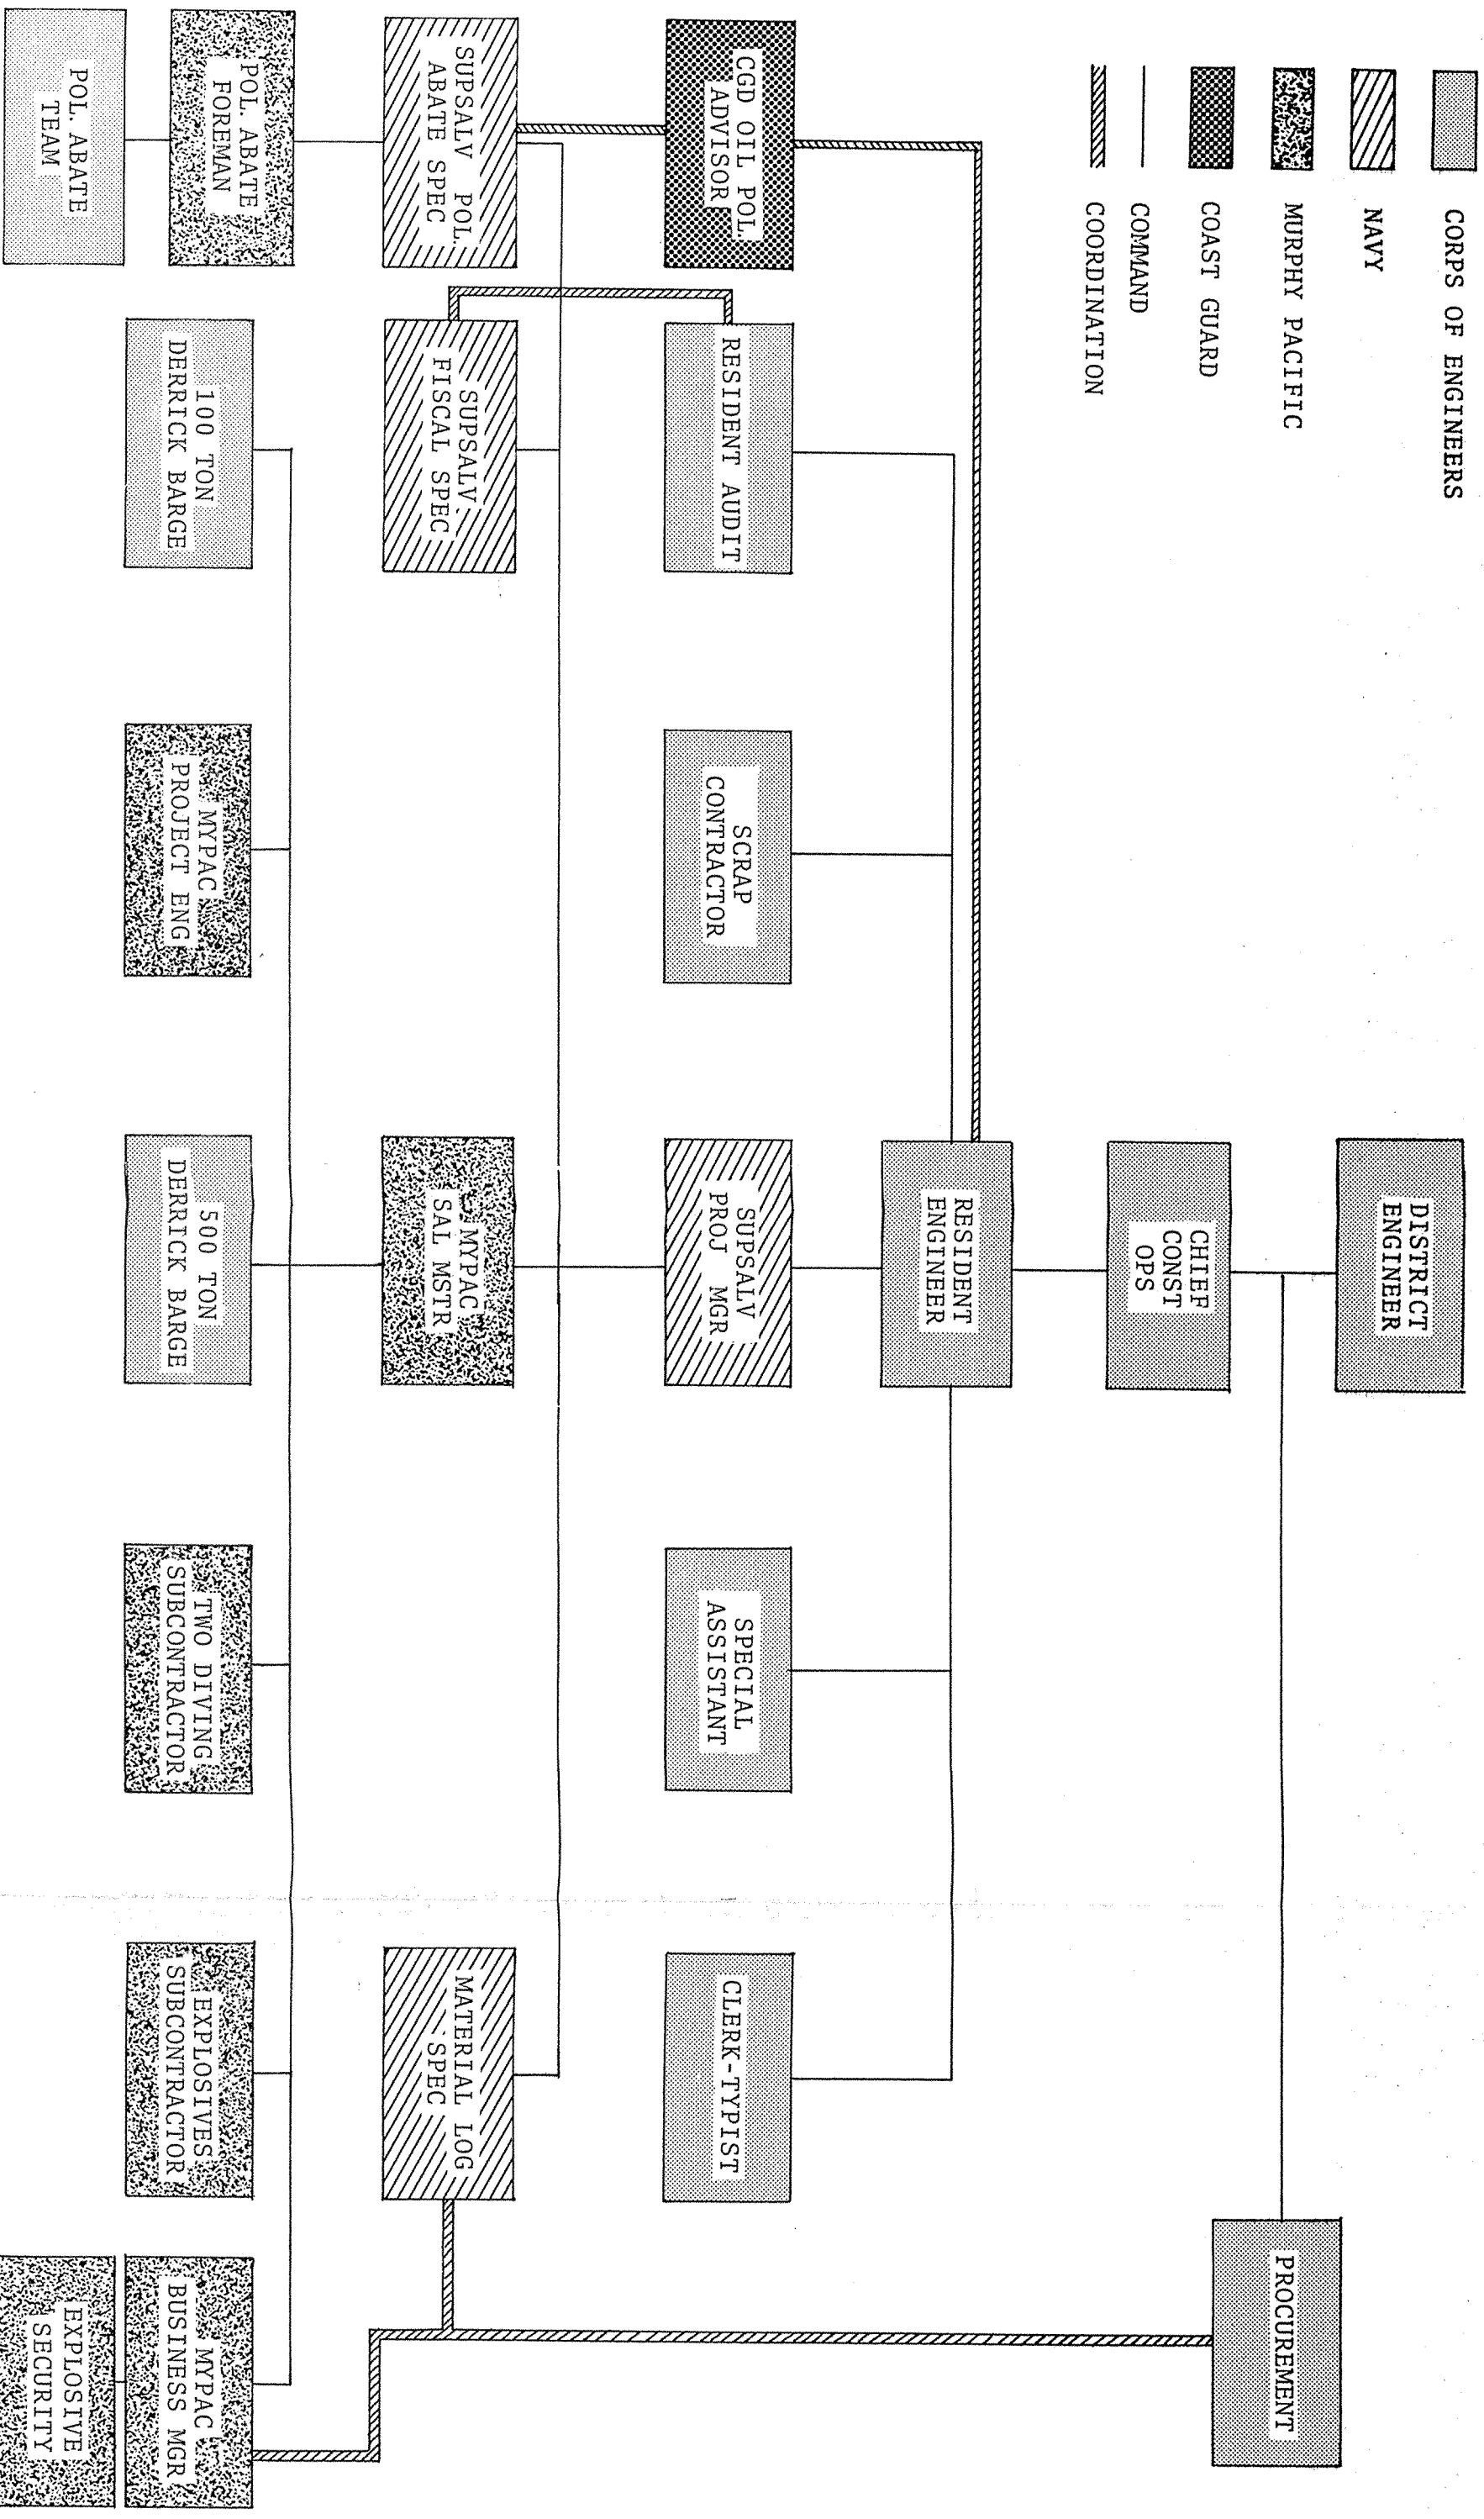 CORPS OF ENGINEERS
NAVY
MURPHY PACIFIC
COAST GUARD
COMMAND
COORDINATION
DISTRICT
ENGINEER
PROCUREMENT
CHIEF
CONST
OPS
RESIDENT
ENGINEER
CGD OIL POL.
ADVISOR
RESIDENT AUDIT
SCRAP
CONTRACTOR
SUPSALV
PROJ MGR
SPECIAL
ASSISTANT
CLERK-TYPIST
SUPSALV POL.
ABATE SPEC
SUPSALV
FISCAL SPEC
MYPAC
SAL MSTR
MATERIAL LOG
SPEC
POL. ABATE
FOREMAN
100 TON
DERRICK BARGE
MYPAC
PROJECT ENG
500 TON
DERRICK BARGE
TWO DIVING
SUBCONTRACTOR
EXPLOSIVES
SUBCONTRACTOR
MYPAC
BUSINESS MGR
POL. ABATE
TEAM
EXPLOSIVE
SECURITY